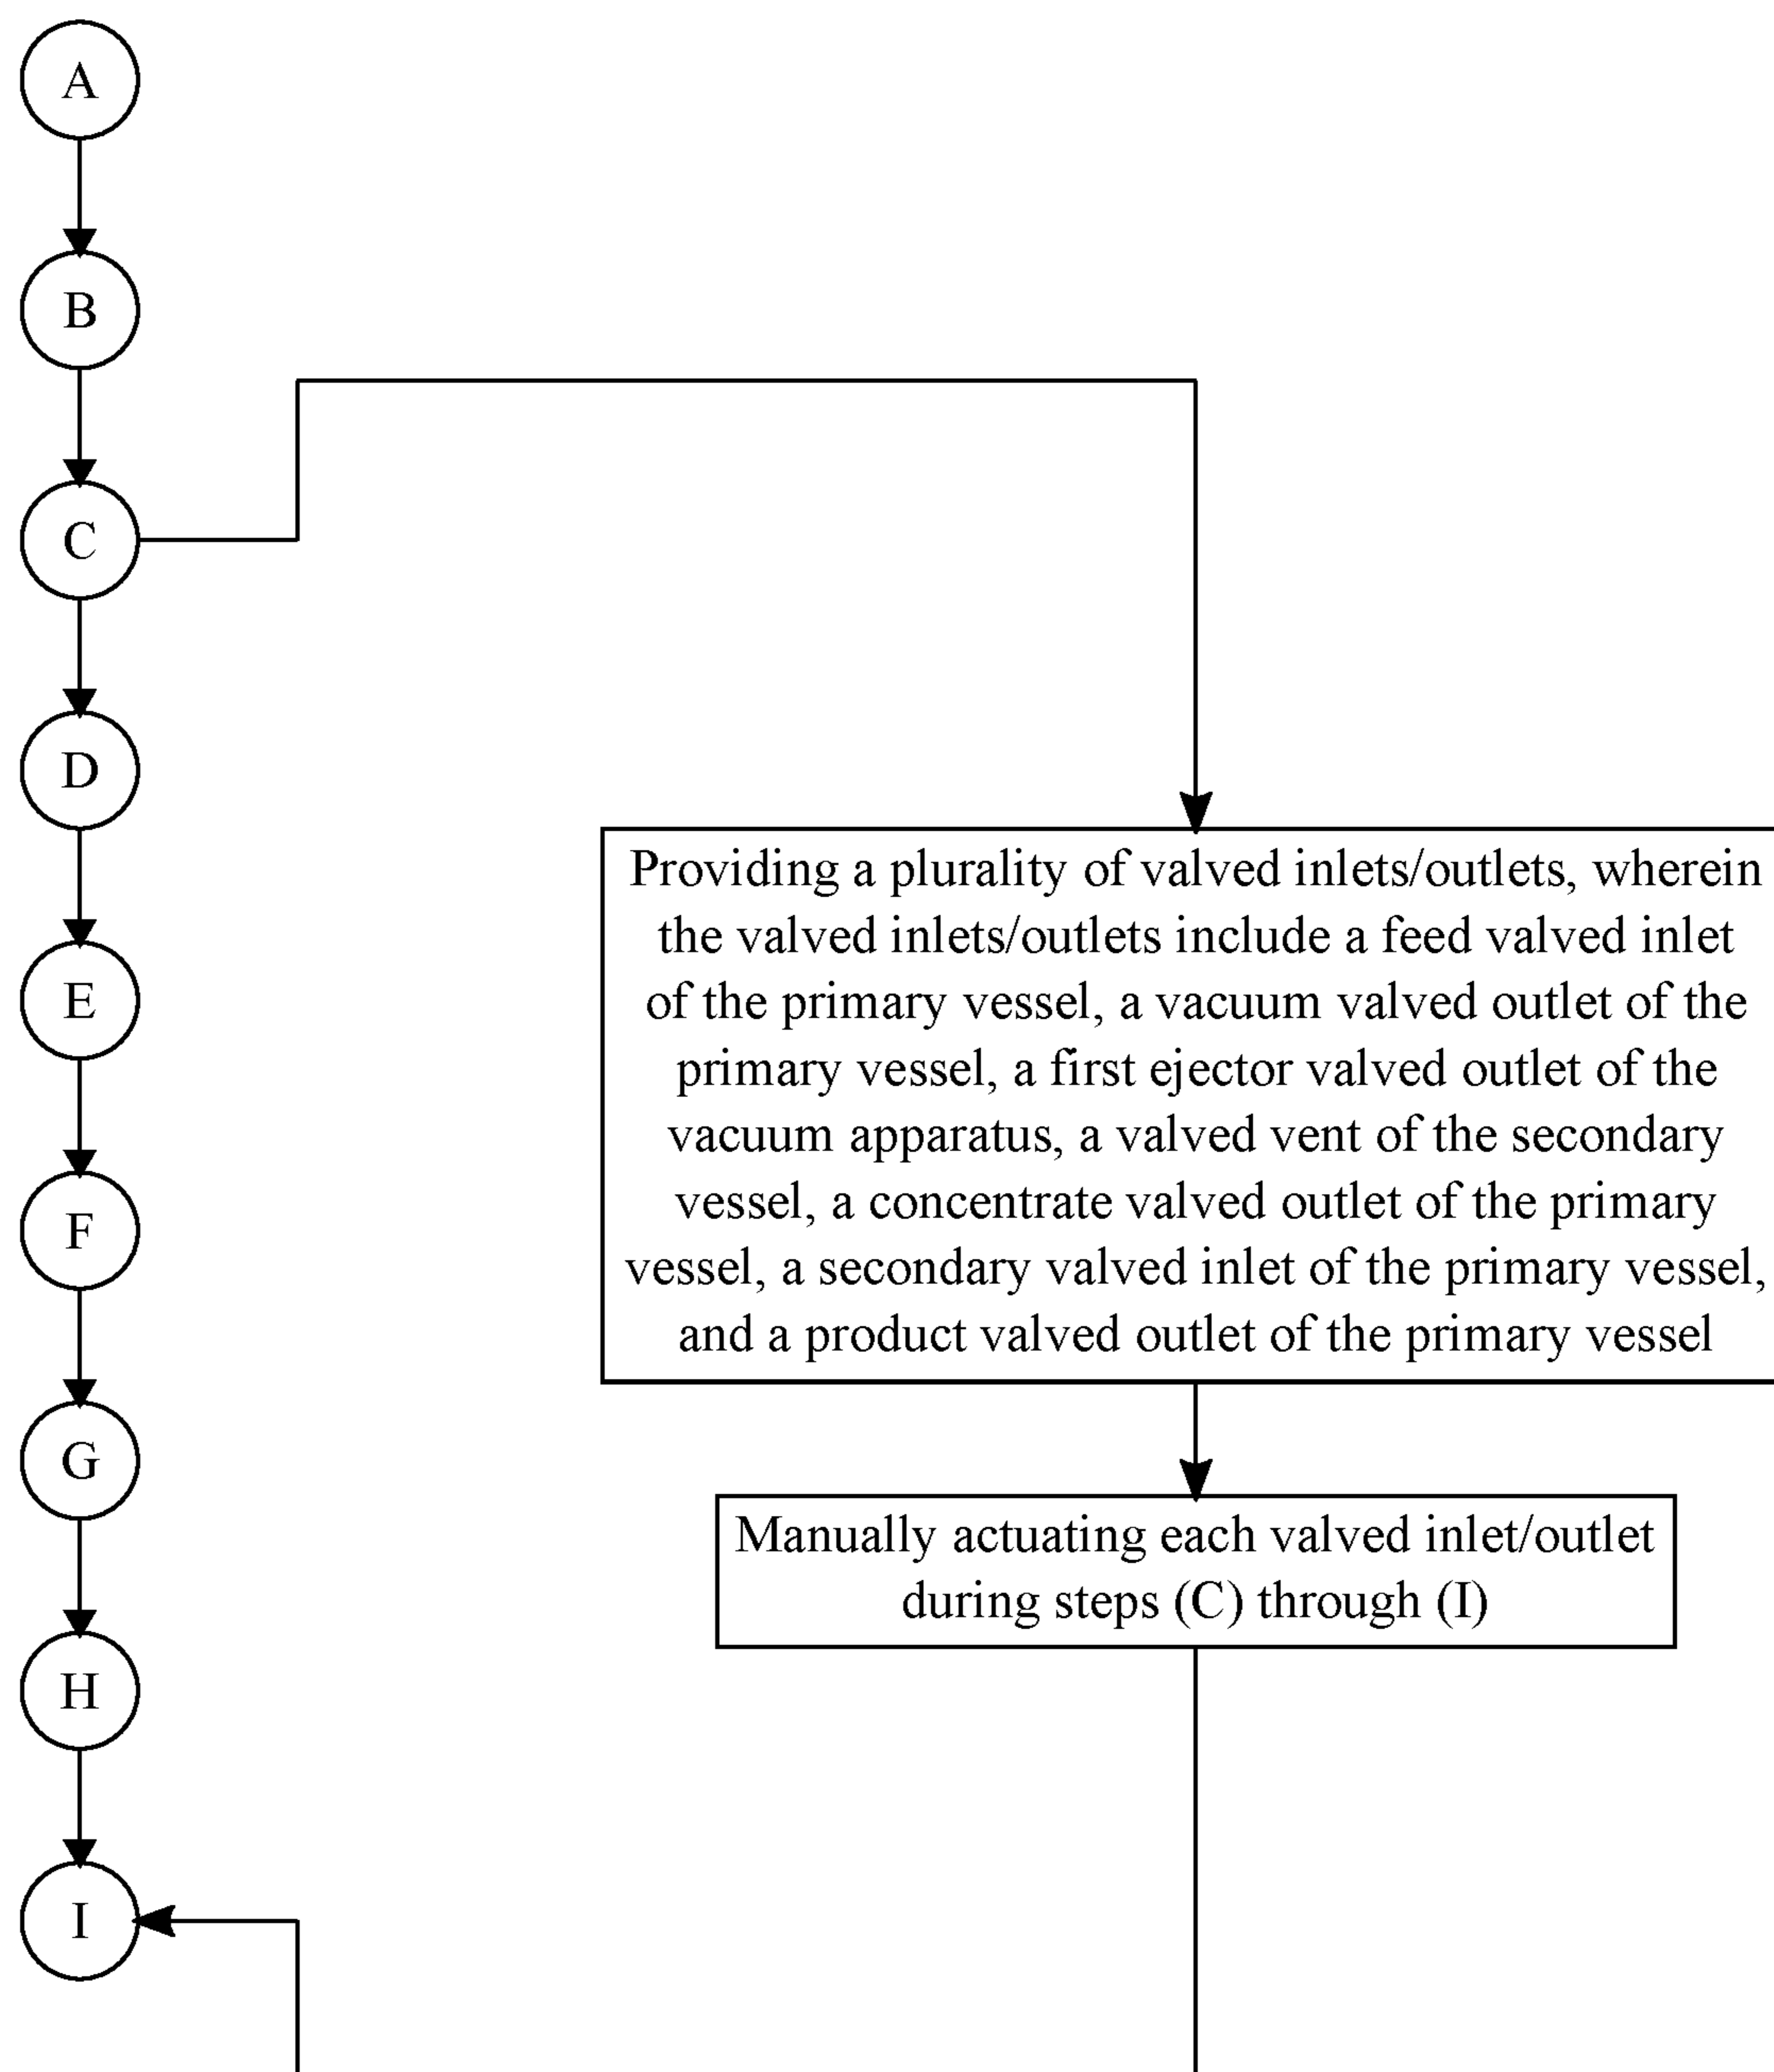 A
B
C
D
E
F
G
H
I
Providing a plurality of valved inlets/outlets, wherein
the valved inlets/outlets include a feed valved inlet
of the primary vessel, a vacuum valved outlet of the
primary vessel, a first ejector valved outlet of the
vacuum apparatus, a valved vent of the secondary
vessel, a concentrate valved outlet of the primary
vessel, a secondary valved inlet of the primary vessel,
and a product valved outlet of the primary vessel
Manually actuating each valved inlet/outlet
during steps (C) through (I)